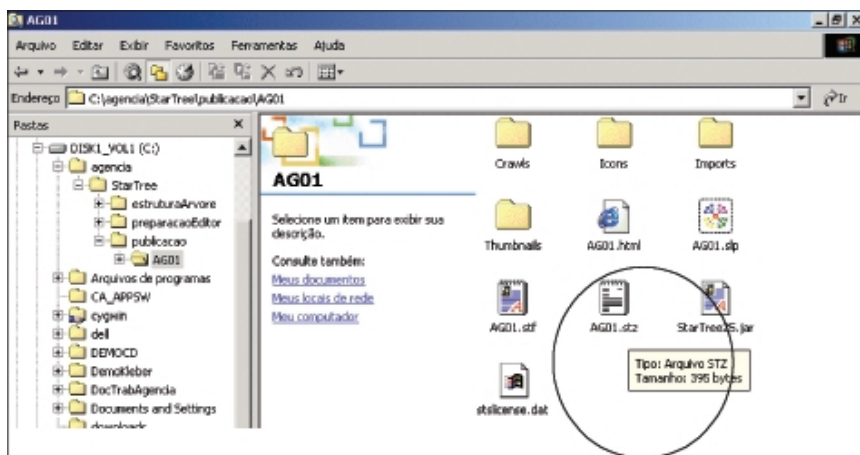 AG01
Arquivo Editar Exibir Favoritos Ferramentas Ajuda
Endereço C:\agencia\StarTree\publicacao\AG01 Ir
Pastas
DISK1_VOL1 (C:)
agencia
StarTree
estruturaArvore
preparacaoEditor
publicacao
AG01
Arquivos de programas
CA_APPSW
cygwin
dell
DEMOCD
DemoKleber
DocTrabAgencia
Documents and Settings
downloads
AG01
Selecione um item para exibir sua
descrição.
Consulte também:
Meus documentos
Meus locais de rede
Meu computador
Crawls Icons Imports
Thumbnails AG01.html AG01.slp
AG01.stf AG01.stz StarTree25.jar
Tipo: Arquivo STZ
Tamanho: 395 bytes
stslicense.dat